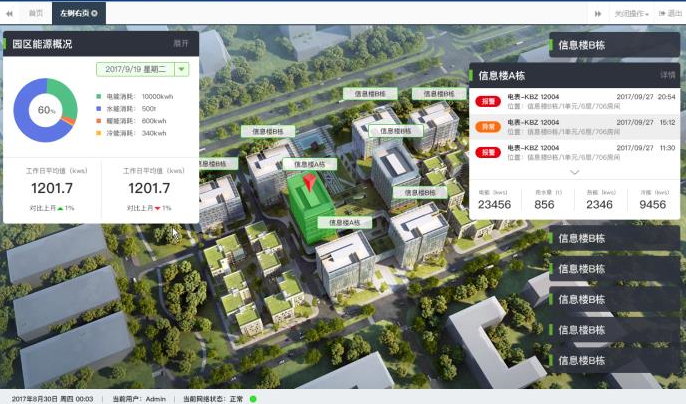 首页
左树右页
关闭操作
退出
园区能源概况
展开
2017/9/19 星期二
60%
电能消耗: 10000kwh
水能消耗: 500t
暖能消耗: 600kwh
冷能消耗: 340kwh
工作日平均值 (kws)
1201.7
对比上月 1%
工作日平均值 (kws)
1201.7
对比上月 1%
信息楼B栋
信息楼B栋
信息楼B栋
信息楼B栋
息楼B栋
信息楼A栋
信息楼B栋
信息楼A栋
信息楼B栋
信息楼A栋
详情
报警
电表-KBZ 12004
2017/09/27 20:54
位置: 信息楼B栋/1单元/6层/706房间
异常
电表-KBZ 12004
2017/09/27 15:12
位置: 信息楼B栋/1单元/6层/706房间
报警
电表-KBZ 12004
2017/09/27 11:30
位置: 信息楼B栋/1单元/6层/706房间
电能 (kws)
23456
用水量 (t)
856
热能 (kws)
2346
冷能 (kws)
9456
信息楼B栋
信息楼B栋
信息楼B栋
信息楼B栋
信息楼B栋
2017年8月30日 周四 00:03 | 当前用户: Admin | 当前网络状态: 正常